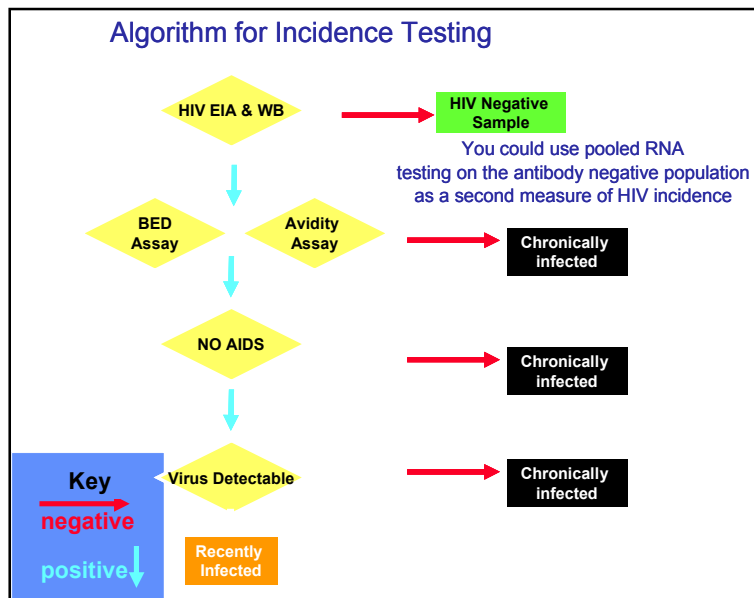 Algorithm for Incidence Testing
HIV EIA & WB
HIV Negative
Sample
You could use pooled RNA
testing on the antibody negative population
as a second measure of HIV incidence
BED
Assay
Avidity
Assay
Chronically
infected
NO AIDS
Chronically
infected
Virus Detectable
Chronically
infected
Key
negative
positive
Recently
Infected